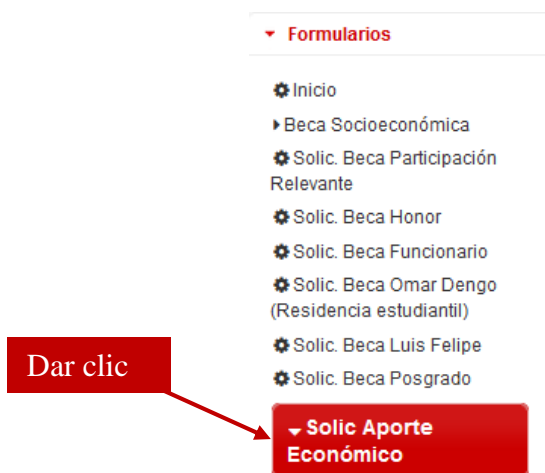 Formularios
Inicio
Beca Socioeconómica
Solic. Beca Participación
Relevante
Solic. Beca Honor
Solic. Beca Funcionario
Solic. Beca Omar Dengo
(Residencia estudiantil)
Solic. Beca Luis Felipe
Solic. Beca Posgrado
Dar clic
Solic Aporte
Económico